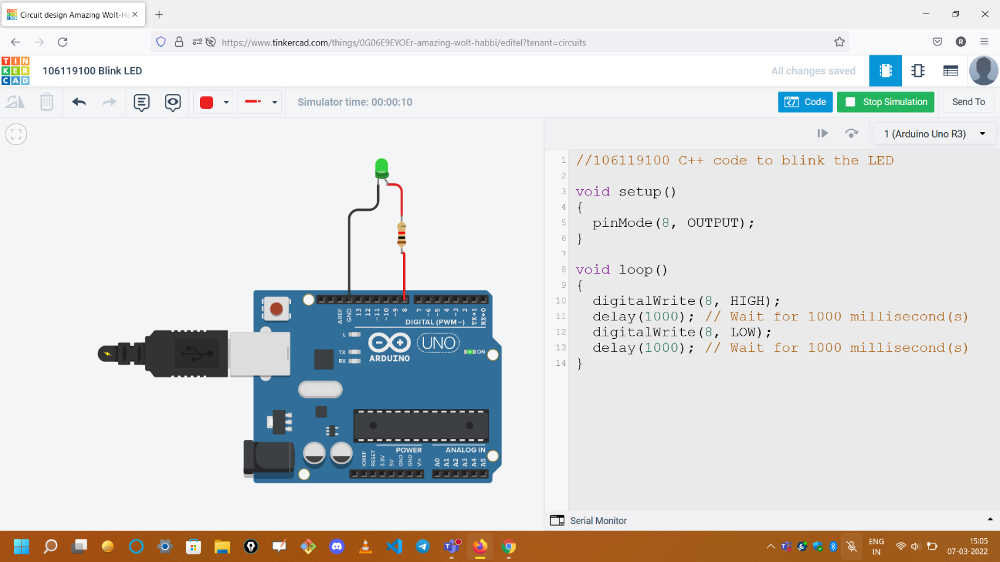 Circuit design Amazing Wolt-Ha
https://www.tinkercad.com/things/0G06E9EYOEr-amazing-wolt-habbi/editel?tenant=circuits
R
TIN
KER
CAD
106119100 Blink LED
All changes saved
Simulator time: 00:00:10
Code
Stop Simulation
Send To
1 (Arduino Uno R3)
1 //106119100 C++ code to blink the LED
2
3 void setup()
4 {
5 pinMode(8, OUTPUT);
6 }
7
8 void loop()
9 {
10 digitalWrite(8, HIGH);
11 delay(1000); // Wait for 1000 millisecond(s)
12 digitalWrite(8, LOW);
13 delay(1000); // Wait for 1000 millisecond(s)
14 }
AREF GND 13 12 ~11 ~10 ~9 8 7 ~6 ~5 4 ~3 2 TX→1 RX←0
DIGITAL (PWM~)
L
TX
RX
UNO
ON
ARDUINO
POWER
ANALOG IN
IOREF RESET 3.3V 5V GND GND Vin A0 A1 A2 A3 A4 A5
Serial Monitor
ENG
IN
15:05
07-03-2022